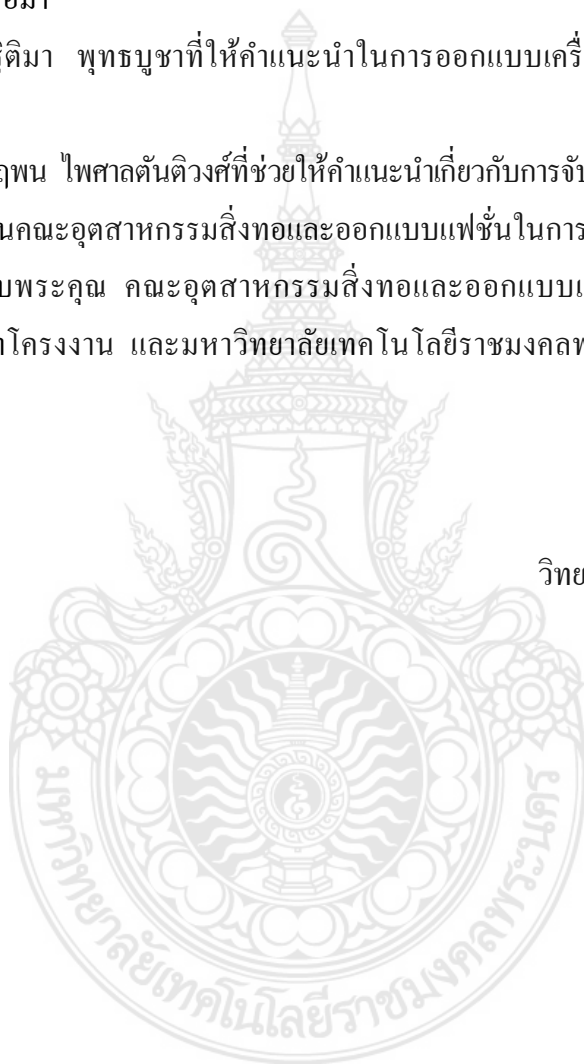 ฐิติมา พุทธบูชาที่ให้คำแนะนำในการออกแบบเครื่
ฤพน ไพศาลตันติวงศ์ที่ช่วยให้คำแนะนำเกี่ยวกับการจับ
นคณะอุตสาหกรรมสิ่งทอและออกแบบแฟชั่นในการ
บพระคุณ คณะอุตสาหกรรมสิ่งทอและออกแบบแ
โครงงาน และมหาวิทยาลัยเทคโนโลยีราชมงคลพ
วิทย
มหาวิทยาลัยเทคโนโลยีราชมงคลพระนคร